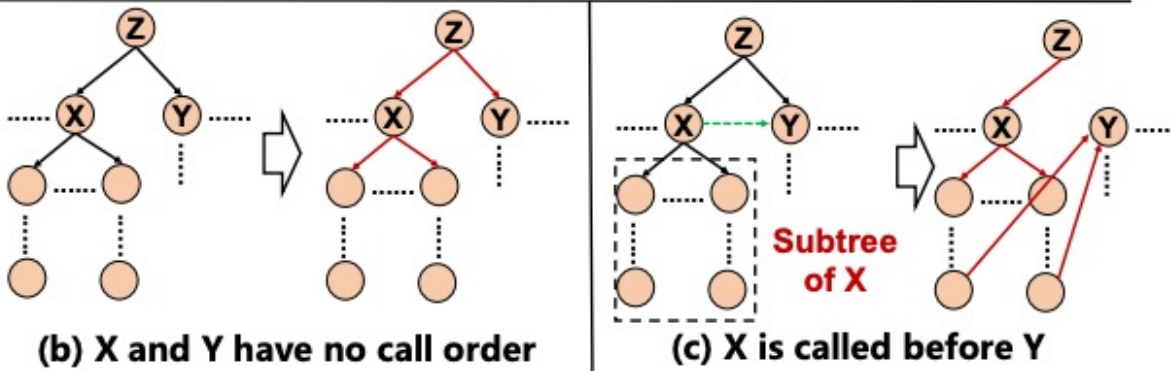 Z
X
Y
Z
X
Y
(b) X and Y have no call order
Z
X
Y
Subtree
of X
Z
X
Y
(c) X is called before Y